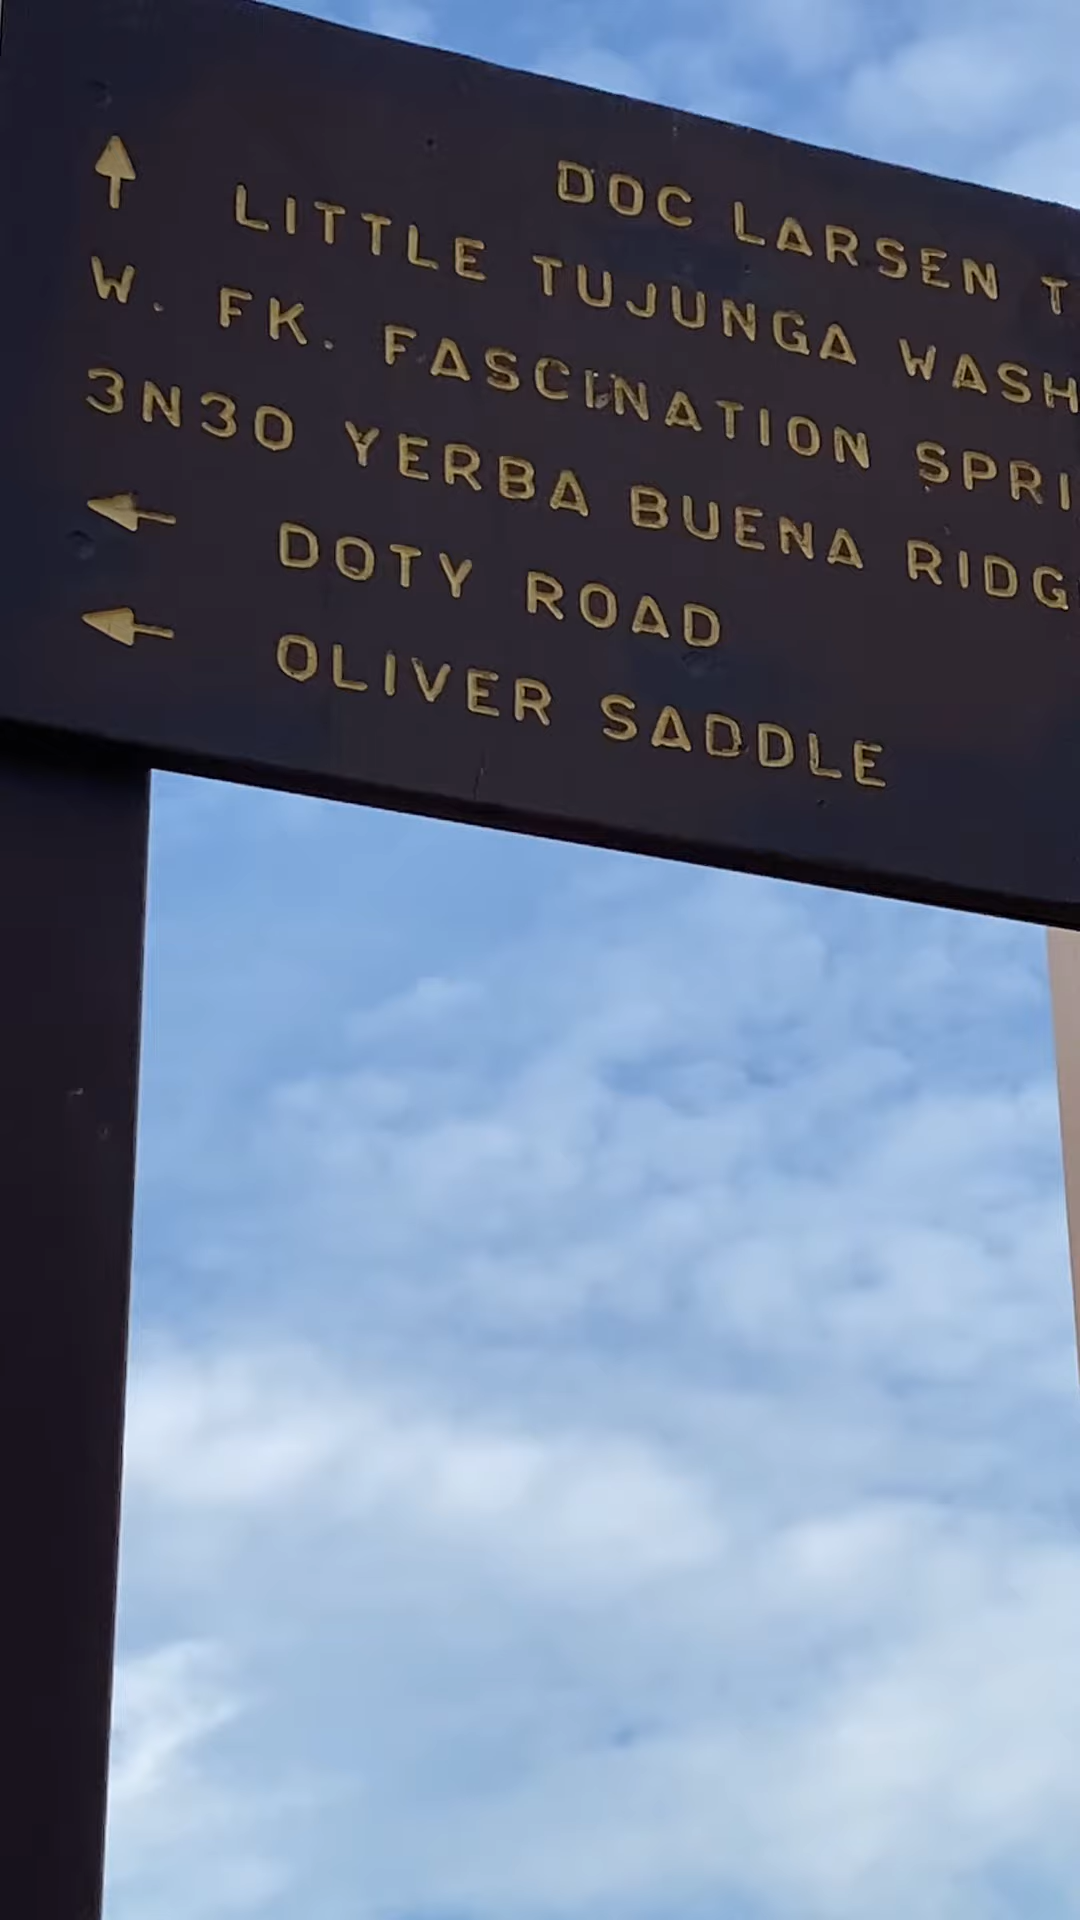 DOC LARSEN
LITTLE TUJUNGA WASH
W. FK. FASCINATION
3N30 YERBA BUENA
DOTY ROAD
OLIVER SADDLE